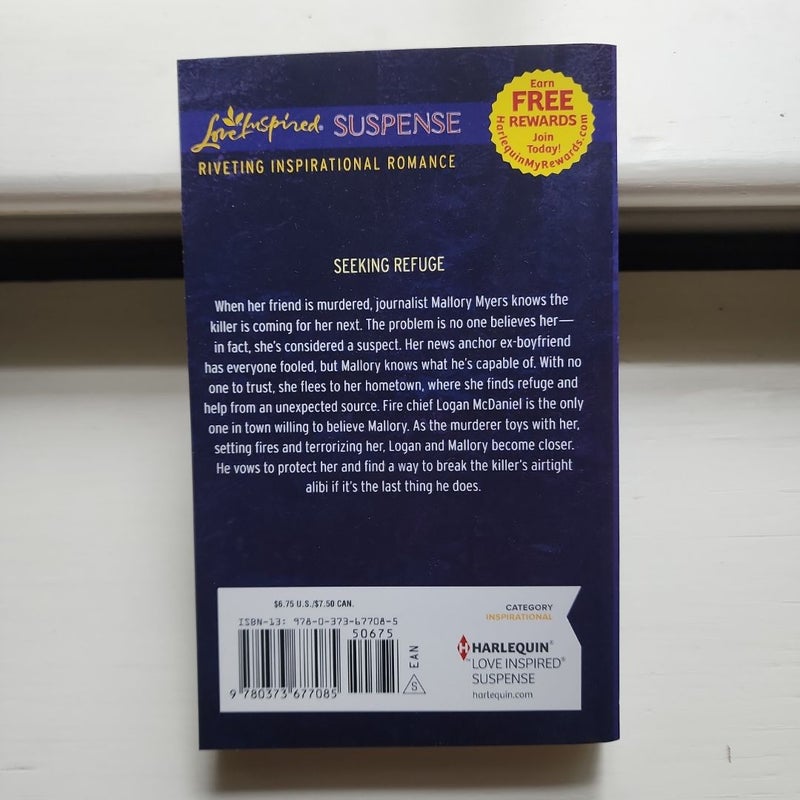 Love Inspired® SUSPENSE
RIVETING INSPIRATIONAL ROMANCE
Earn
FREE
REWARDS
Join
Today!
HarlequinMyRewards.com
SEEKING REFUGE
When her friend is murdered, journalist Mallory Myers knows the
killer is coming for her next. The problem is no one believes her—
in fact, she's considered a suspect. Her news anchor ex-boyfriend
has everyone fooled, but Mallory knows what he's capable of. With no
one to trust, she flees to her hometown, where she finds refuge and
help from an unexpected source. Fire chief Logan McDaniel is the only
one in town willing to believe Mallory. As the murderer toys with her,
setting fires and terrorizing her, Logan and Mallory become closer.
He vows to protect her and find a way to break the killer's airtight
alibi if it's the last thing he does.
$6.75 U.S./$7.50 CAN.
ISBN-13: 978-0-373-67708-5
50675
EAN
S
9 780373 677085
CATEGORY
INSPIRATIONAL
H HARLEQUIN®
LOVE INSPIRED®
SUSPENSE
harlequin.com